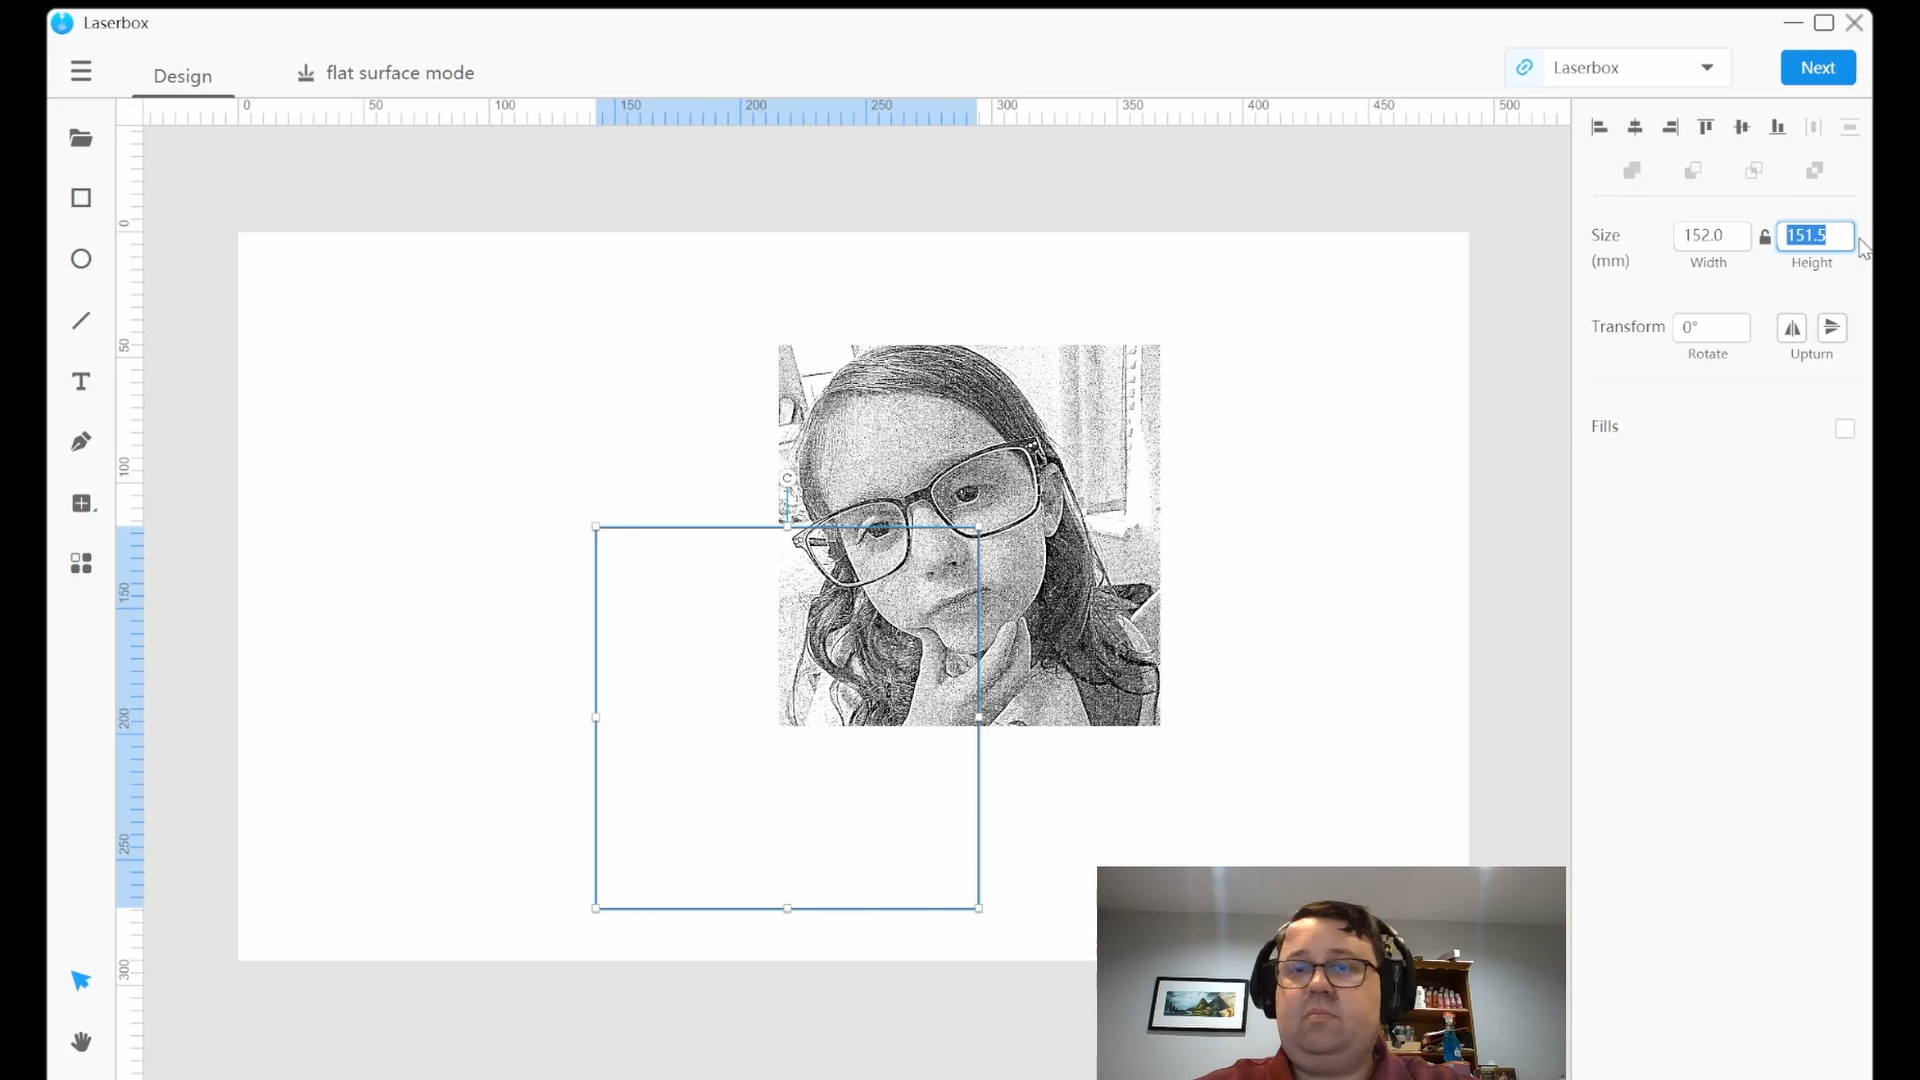 Laserbox
Design
flat surface mode
Laserbox
Next
0 50 100 150 200 250 300 350 400 450 500
0
50
100
150
200
250
300
Size
(mm)
152.0
151.5
Width
Height
Transform
0°
Rotate
Upturn
Fills
T